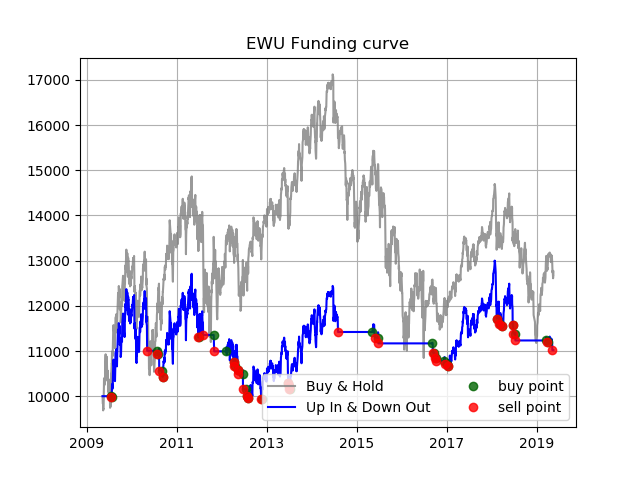 EWU Funding curve
17000
16000
15000
14000
13000
12000
11000
10000
Buy & Hold
Up In & Down Out
buy point
sell point
2009 2011 2013 2015 2017 2019